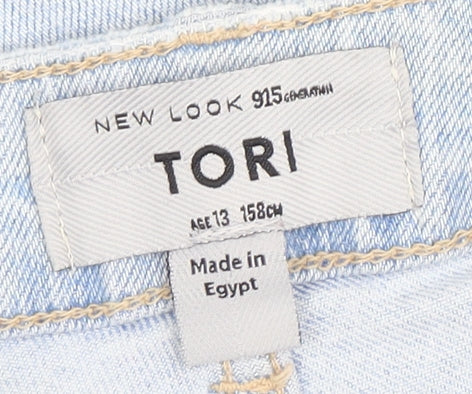 NEW LOOK 915 GENERATION
TORI
AGE 13 158CM
Made in
Egypt